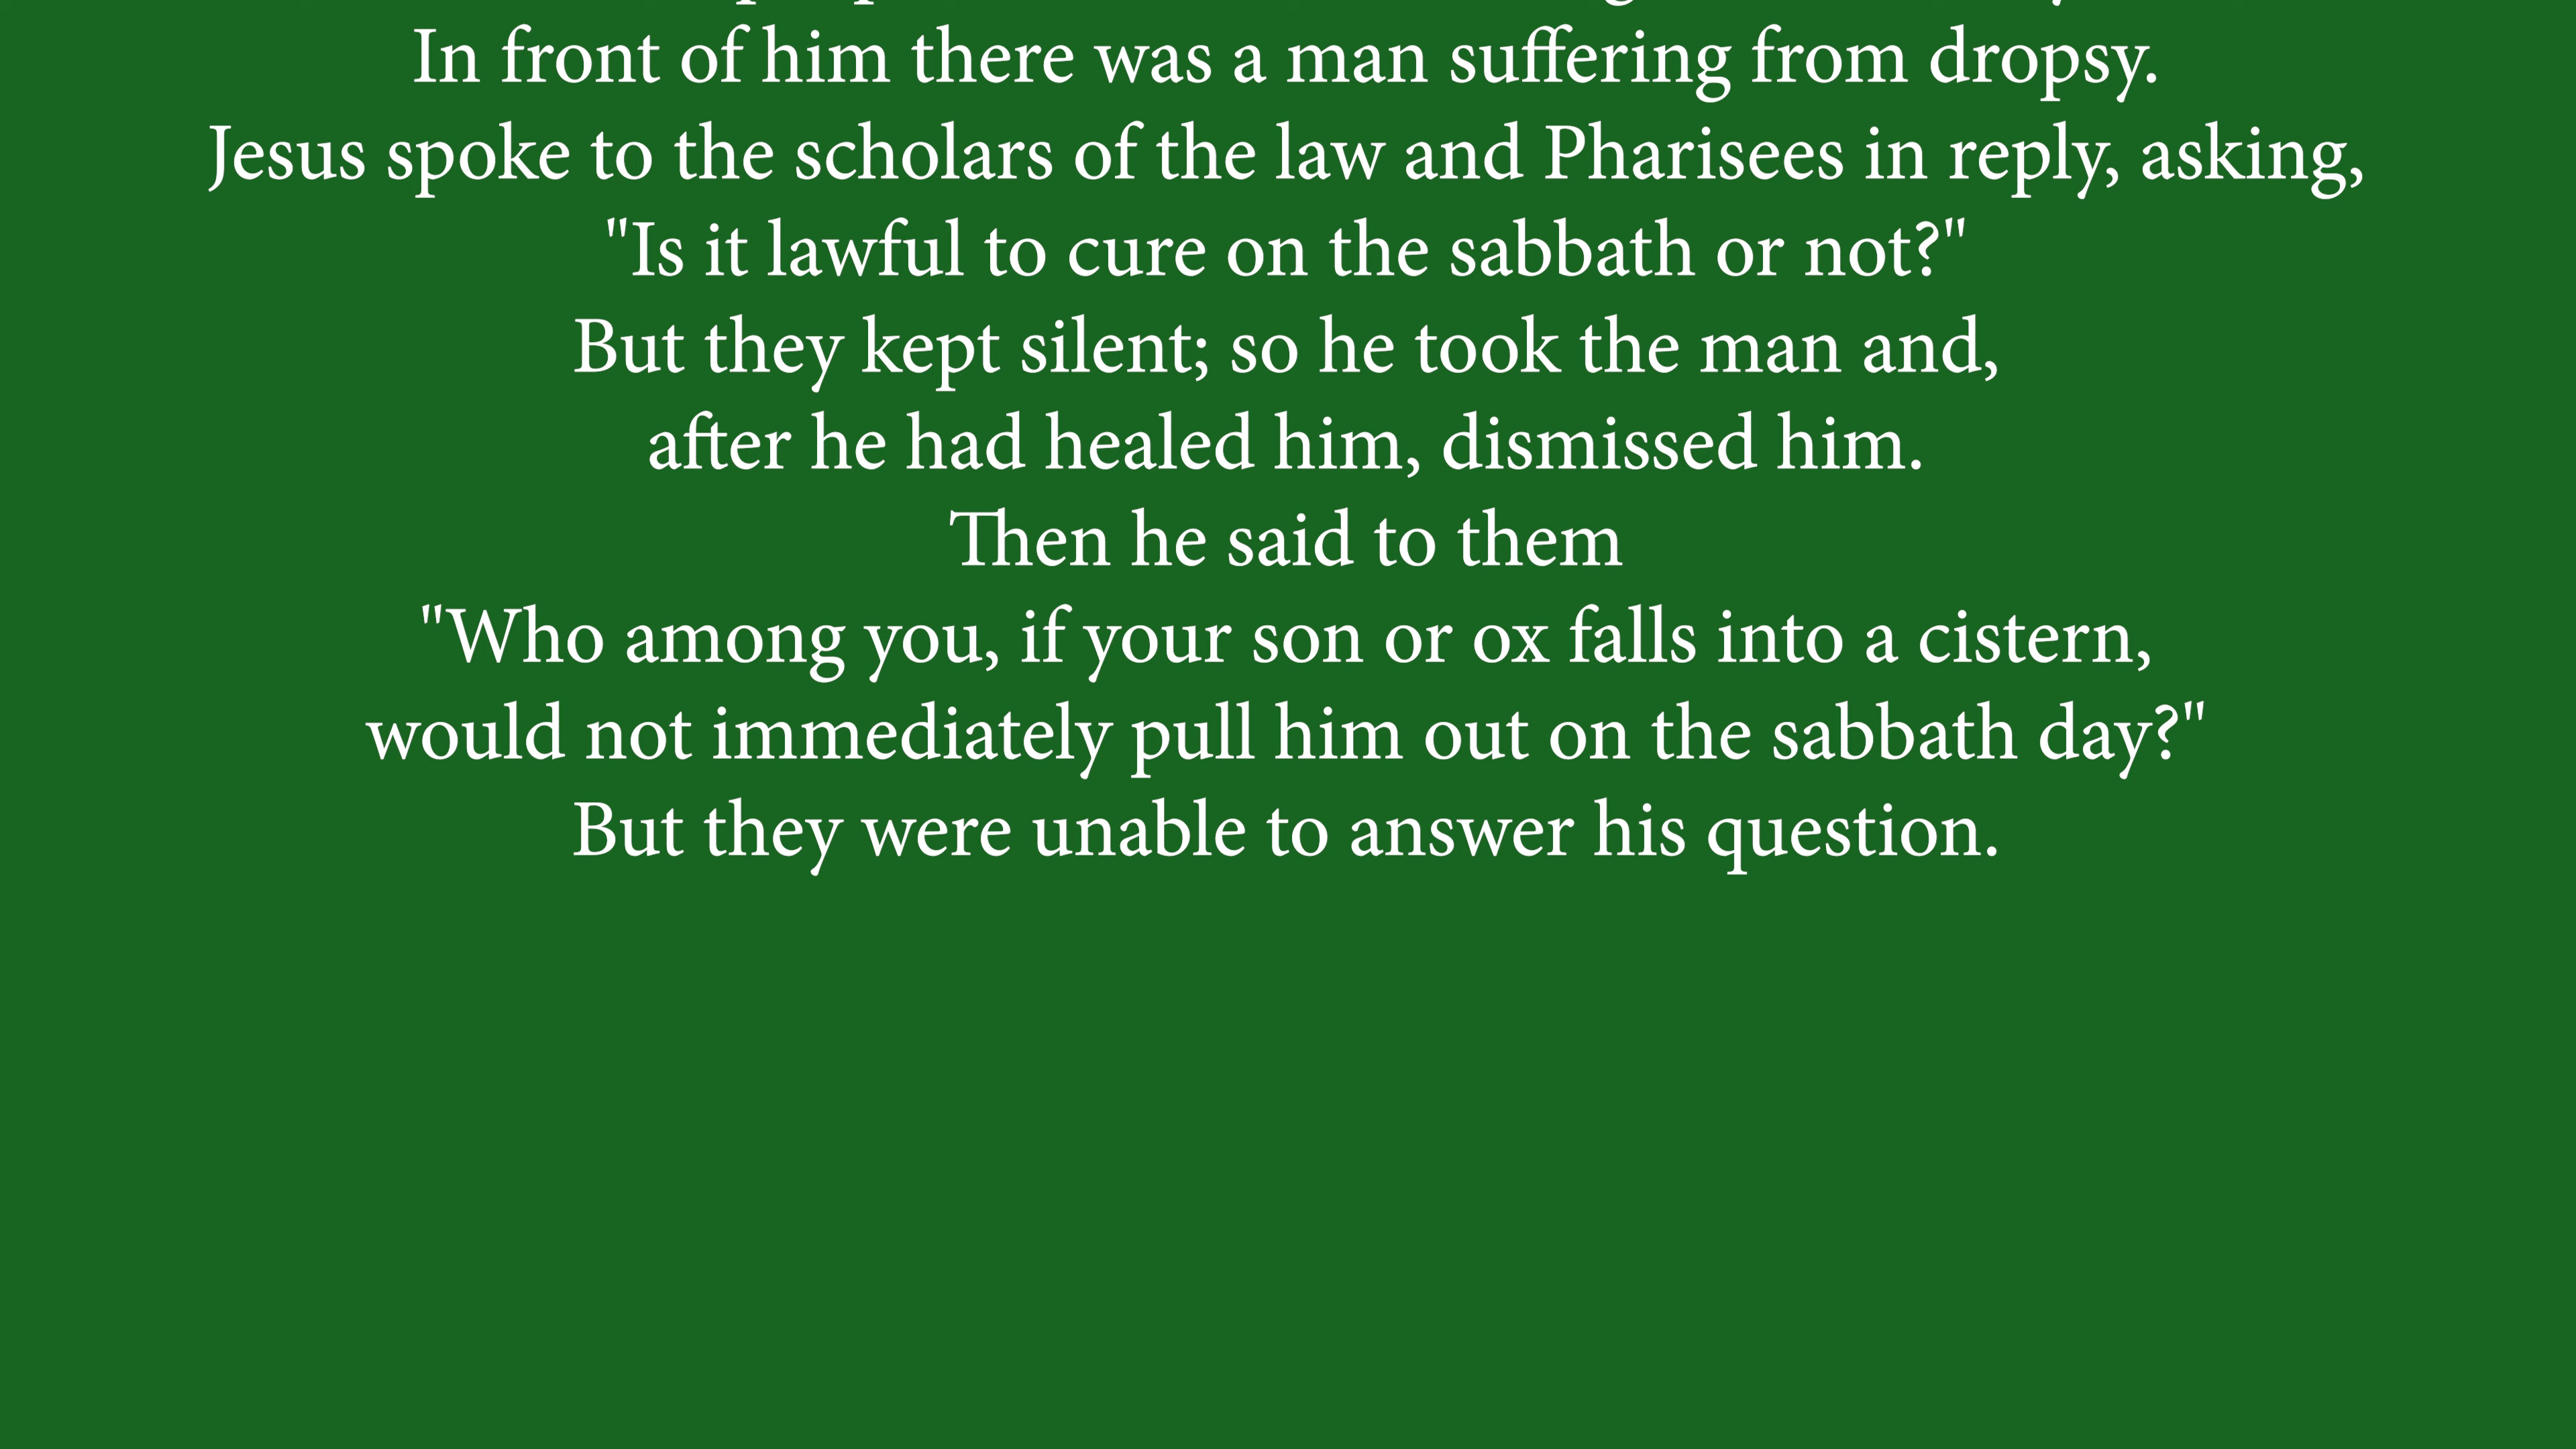 In front of him there was a man suffering from dropsy.
Jesus spoke to the scholars of the law and Pharisees in reply, asking,
"Is it lawful to cure on the sabbath or not?"
But they kept silent; so he took the man and,
after he had healed him, dismissed him.
Then he said to them
"Who among you, if your son or ox falls into a cistern,
would not immediately pull him out on the sabbath day?"
But they were unable to answer his question.